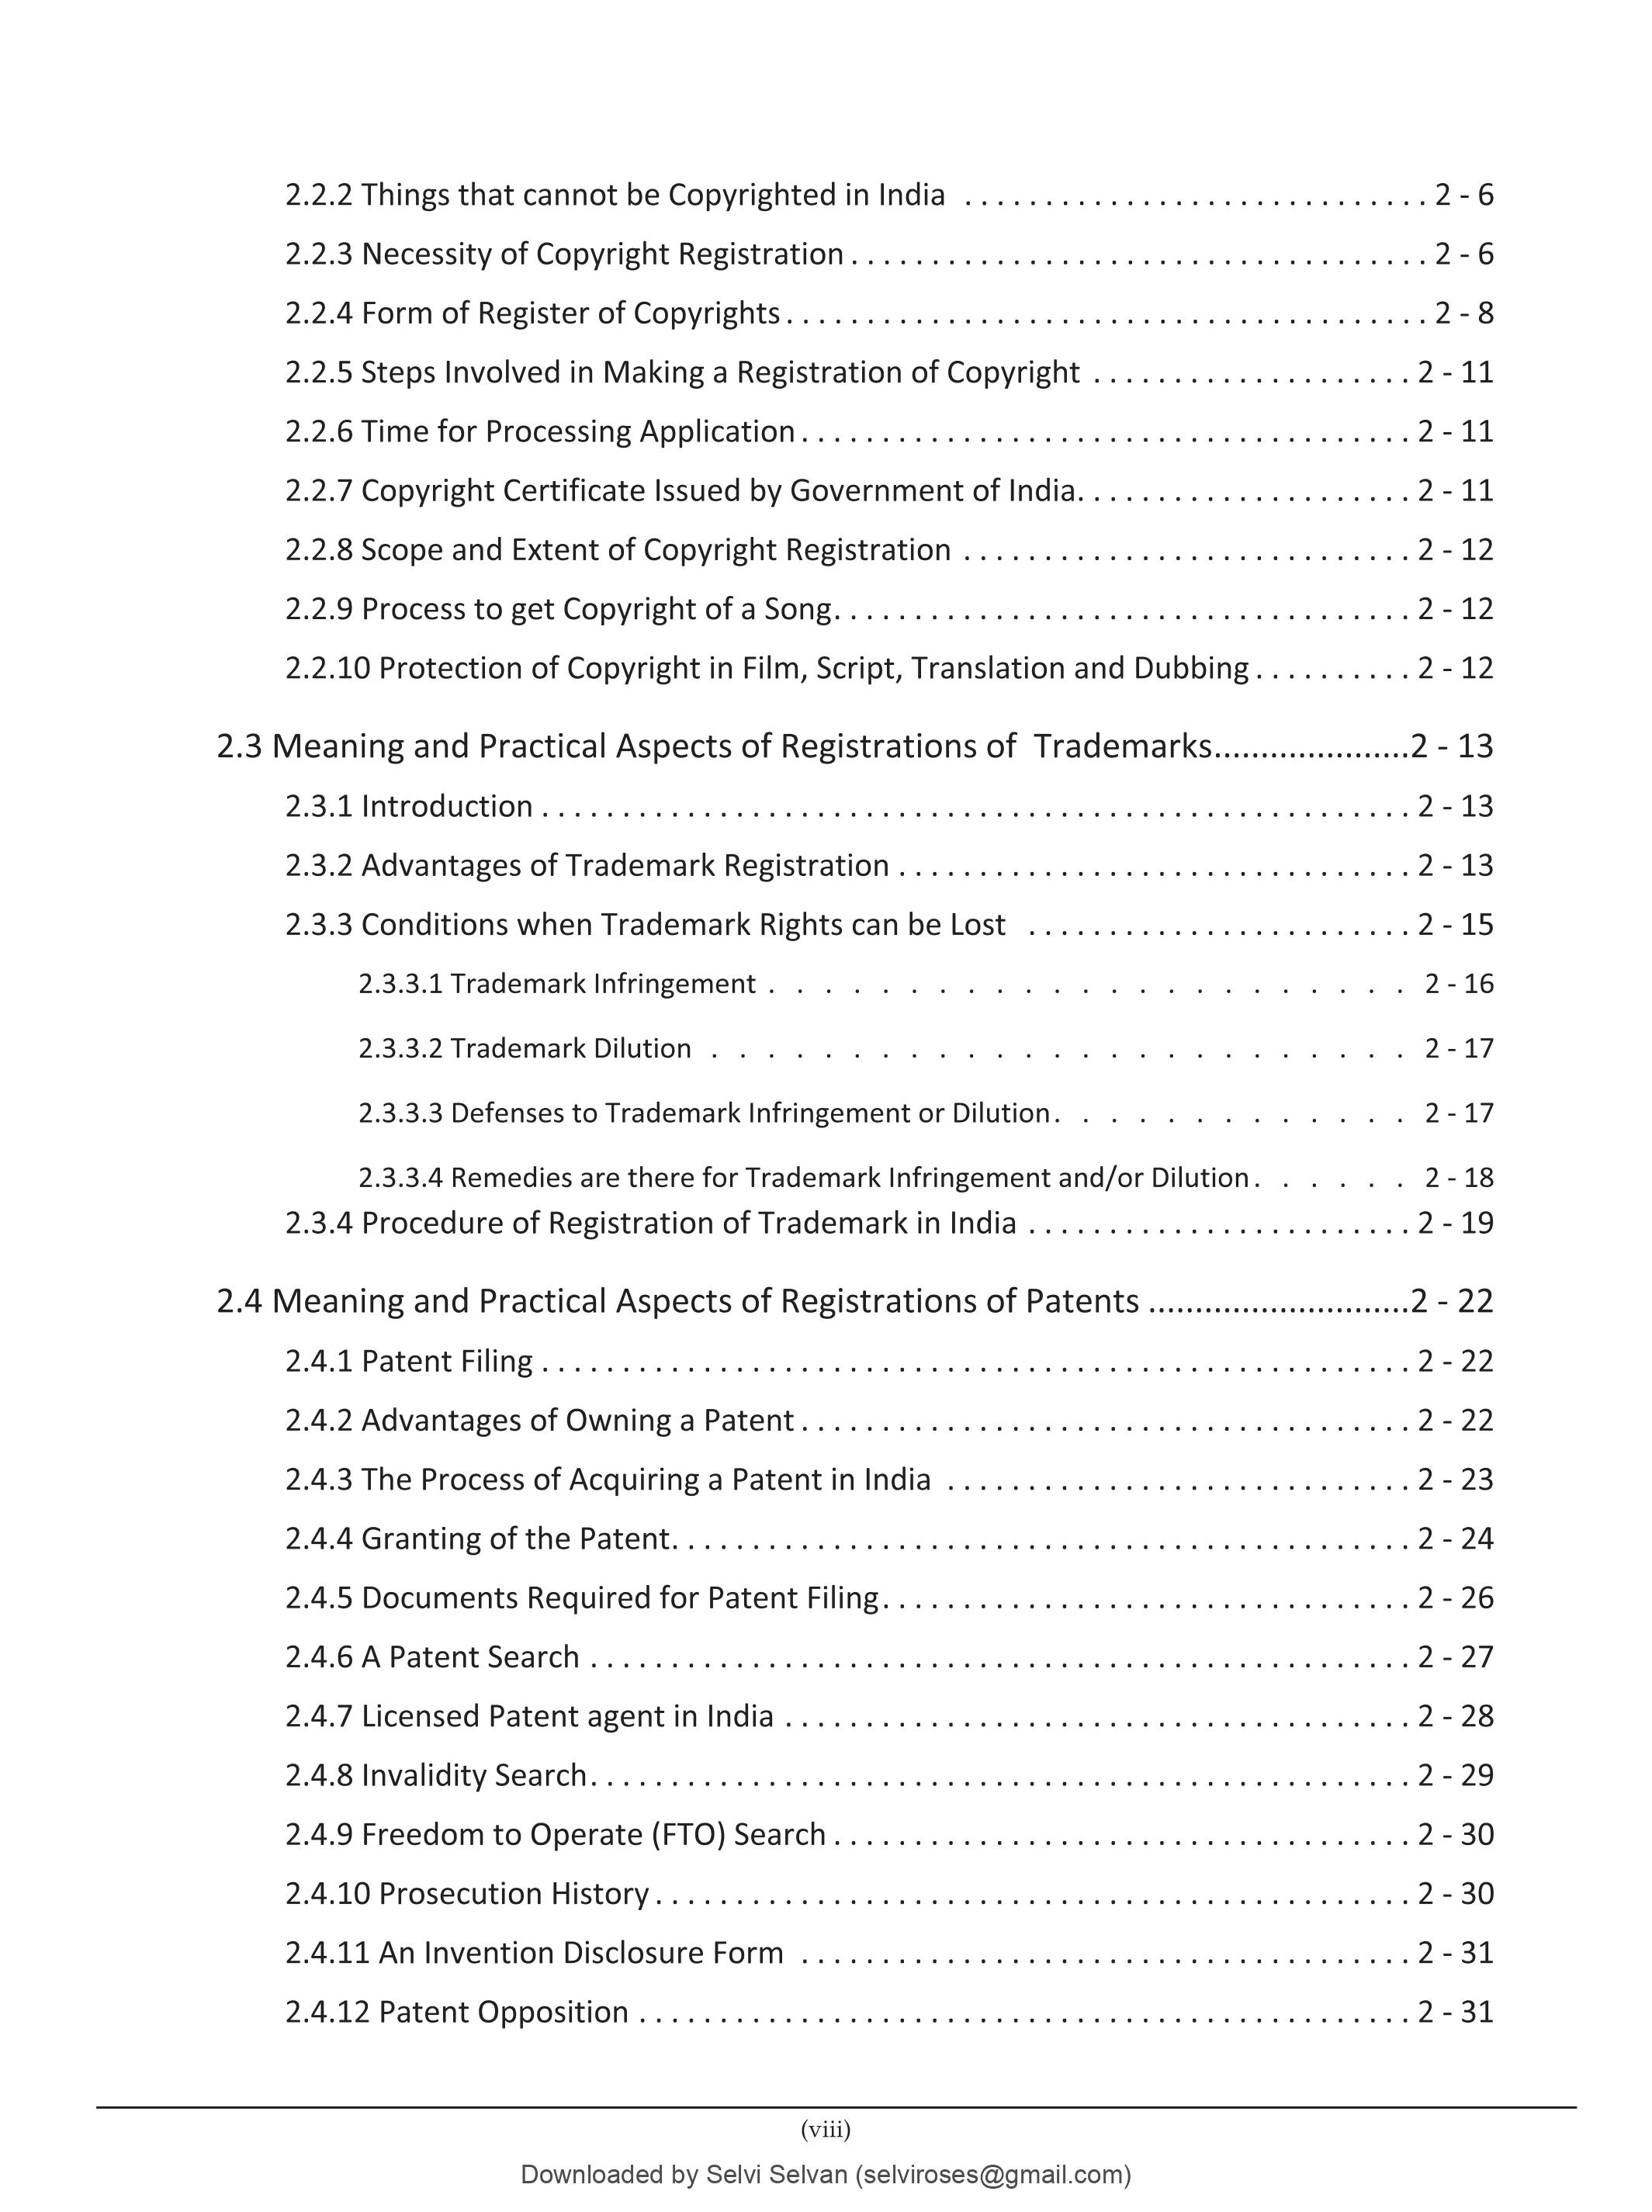 2.2.2 Things that cannot be Copyrighted in India . . . . . . . . . . . . . . . . . . . . . . . . . . . . . 2 - 6
2.2.3 Necessity of Copyright Registration . . . . . . . . . . . . . . . . . . . . . . . . . . . . . . . . . . . . 2 - 6
2.2.4 Form of Register of Copyrights . . . . . . . . . . . . . . . . . . . . . . . . . . . . . . . . . . . . . . . . 2 - 8
2.2.5 Steps Involved in Making a Registration of Copyright . . . . . . . . . . . . . . . . . . . . 2 - 11
2.2.6 Time for Processing Application . . . . . . . . . . . . . . . . . . . . . . . . . . . . . . . . . . . . . . 2 - 11
2.2.7 Copyright Certificate Issued by Government of India. . . . . . . . . . . . . . . . . . . . . 2 - 11
2.2.8 Scope and Extent of Copyright Registration . . . . . . . . . . . . . . . . . . . . . . . . . . . . 2 - 12
2.2.9 Process to get Copyright of a Song. . . . . . . . . . . . . . . . . . . . . . . . . . . . . . . . . . . . 2 - 12
2.2.10 Protection of Copyright in Film, Script, Translation and Dubbing . . . . . . . . . . 2 - 12
2.3 Meaning and Practical Aspects of Registrations of Trademarks.....................2 - 13
2.3.1 Introduction . . . . . . . . . . . . . . . . . . . . . . . . . . . . . . . . . . . . . . . . . . . . . . . . . . . . . . 2 - 13
2.3.2 Advantages of Trademark Registration . . . . . . . . . . . . . . . . . . . . . . . . . . . . . . . . 2 - 13
2.3.3 Conditions when Trademark Rights can be Lost . . . . . . . . . . . . . . . . . . . . . . . . 2 - 15
2.3.3.1 Trademark Infringement . . . . . . . . . . . . . . . . . . . . . . . 2 - 16
2.3.3.2 Trademark Dilution . . . . . . . . . . . . . . . . . . . . . . . . . 2 - 17
2.3.3.3 Defenses to Trademark Infringement or Dilution. . . . . . . . . . . . . 2 - 17
2.3.3.4 Remedies are there for Trademark Infringement and/or Dilution. . . . . . 2 - 18
2.3.4 Procedure of Registration of Trademark in India . . . . . . . . . . . . . . . . . . . . . . . . 2 - 19
2.4 Meaning and Practical Aspects of Registrations of Patents ............................2 - 22
2.4.1 Patent Filing . . . . . . . . . . . . . . . . . . . . . . . . . . . . . . . . . . . . . . . . . . . . . . . . . . . . . . 2 - 22
2.4.2 Advantages of Owning a Patent . . . . . . . . . . . . . . . . . . . . . . . . . . . . . . . . . . . . . . 2 - 22
2.4.3 The Process of Acquiring a Patent in India . . . . . . . . . . . . . . . . . . . . . . . . . . . . . 2 - 23
2.4.4 Granting of the Patent. . . . . . . . . . . . . . . . . . . . . . . . . . . . . . . . . . . . . . . . . . . . . . 2 - 24
2.4.5 Documents Required for Patent Filing. . . . . . . . . . . . . . . . . . . . . . . . . . . . . . . . . 2 - 26
2.4.6 A Patent Search . . . . . . . . . . . . . . . . . . . . . . . . . . . . . . . . . . . . . . . . . . . . . . . . . . . 2 - 27
2.4.7 Licensed Patent agent in India . . . . . . . . . . . . . . . . . . . . . . . . . . . . . . . . . . . . . . . 2 - 28
2.4.8 Invalidity Search. . . . . . . . . . . . . . . . . . . . . . . . . . . . . . . . . . . . . . . . . . . . . . . . . . . 2 - 29
2.4.9 Freedom to Operate (FTO) Search . . . . . . . . . . . . . . . . . . . . . . . . . . . . . . . . . . . . 2 - 30
2.4.10 Prosecution History . . . . . . . . . . . . . . . . . . . . . . . . . . . . . . . . . . . . . . . . . . . . . . . 2 - 30
2.4.11 An Invention Disclosure Form . . . . . . . . . . . . . . . . . . . . . . . . . . . . . . . . . . . . . . 2 - 31
2.4.12 Patent Opposition . . . . . . . . . . . . . . . . . . . . . . . . . . . . . . . . . . . . . . . . . . . . . . . . 2 - 31
(viii)
Downloaded by Selvi Selvan (selviroses@gmail.com)